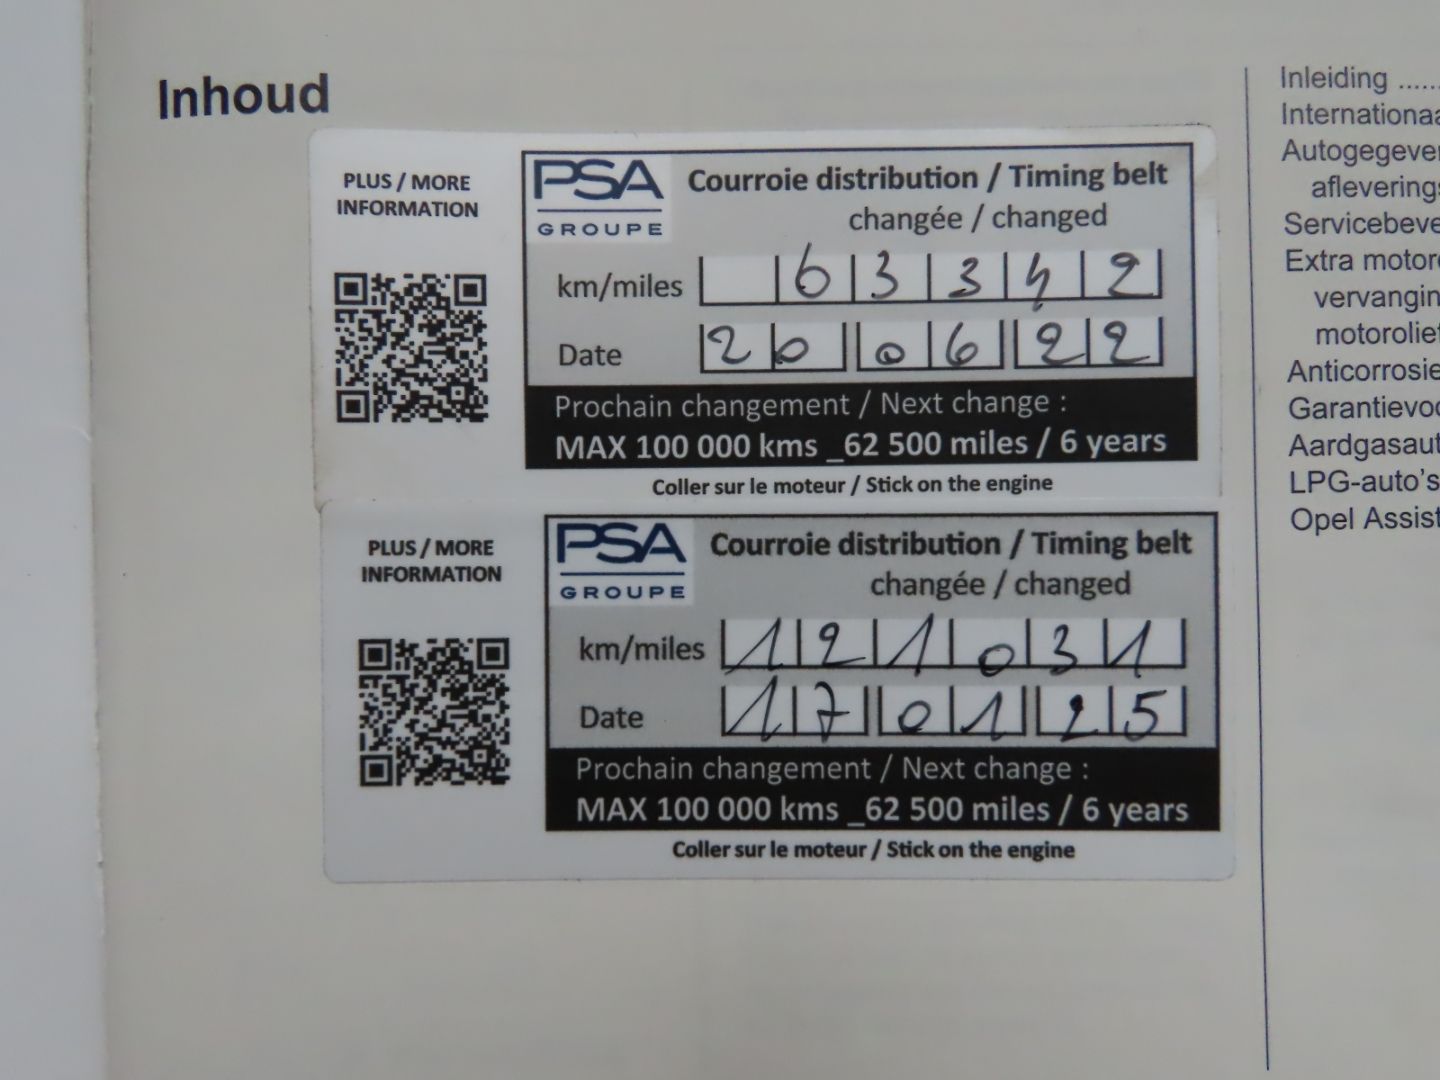 Inhoud
PLUS / MORE
INFORMATION
PSA
GROUPE
Courroie distribution / Timing belt
changée / changed
km/miles 63342
Date 20 06 22
Prochain changement / Next change :
MAX 100 000 kms _62 500 miles / 6 years
Coller sur le moteur / Stick on the engine
PLUS / MORE
INFORMATION
PSA
GROUPE
Courroie distribution / Timing belt
changée / changed
km/miles 121031
Date 17 01 25
Prochain changement / Next change :
MAX 100 000 kms _62 500 miles / 6 years
Coller sur le moteur / Stick on the engine
Inleiding ......
Internationaa
Autogegeve
aflevering
Servicebeve
Extra motor
vervangin
motorolief
Anticorrosie
Garantievo
Aardgasaut
LPG-auto's
Opel Assist